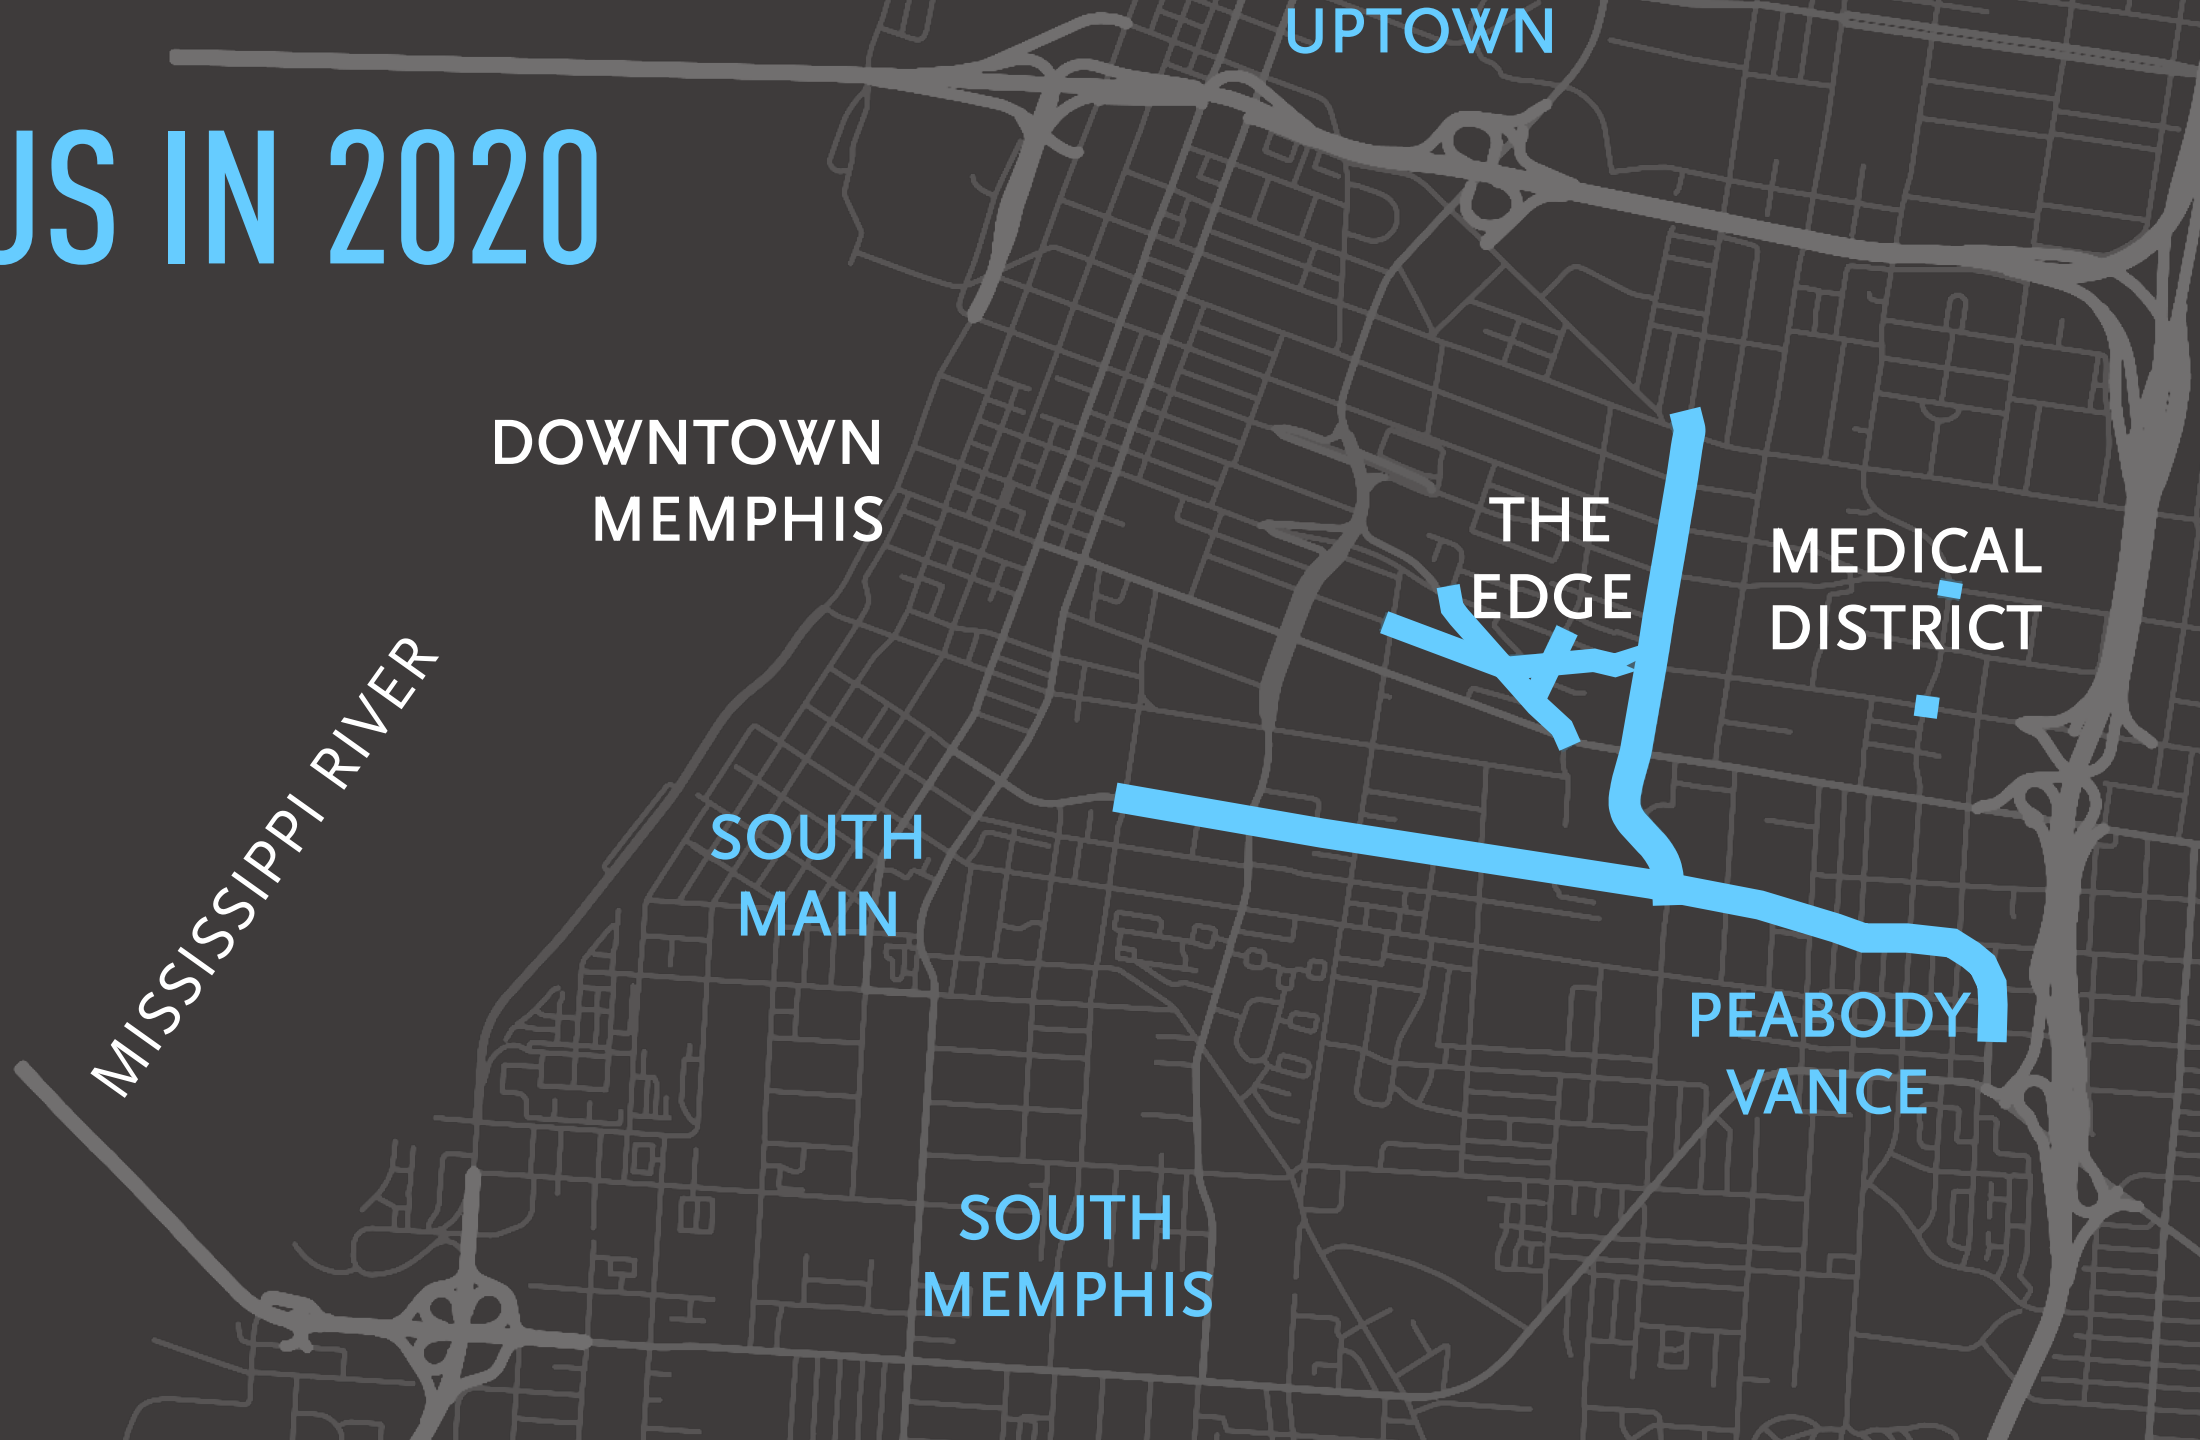 UPTOWN
US IN 2020
DOWNTOWN
MEMPHIS
THE
EDGE
MEDICAL
DISTRICT
MISSISSIPPI RIVER
SOUTH
MAIN
PEABODY
VANCE
SOUTH
MEMPHIS